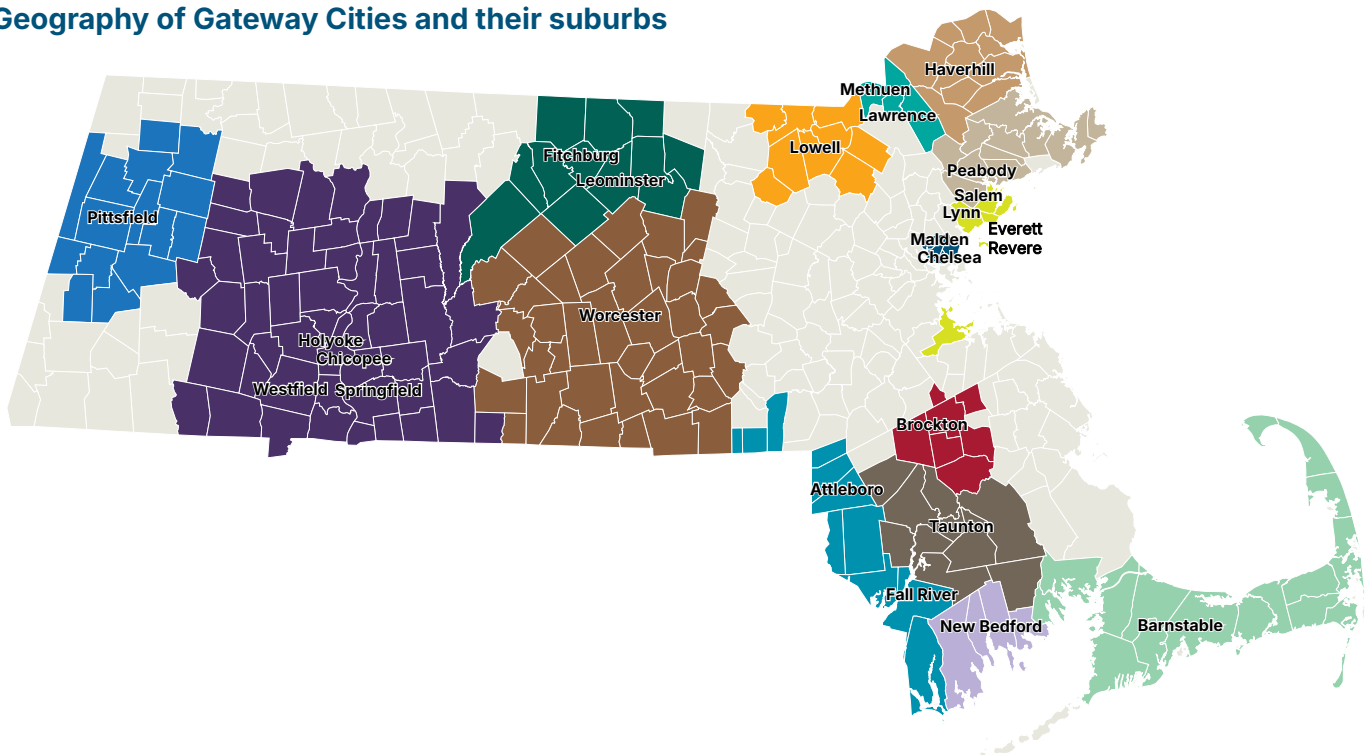 Geography of Gateway Cities and their suburbs
Haverhill
Methuen
Lawrence
Lowell
Fitchburg
Leominster
Peabody
Salem
Lynn
Everett
Revere
Malden
Chelsea
Pittsfield
Worcester
Holyoke
Chicopee
Westfield Springfield
Brockton
Attleboro
Taunton
Fall River
New Bedford
Barnstable